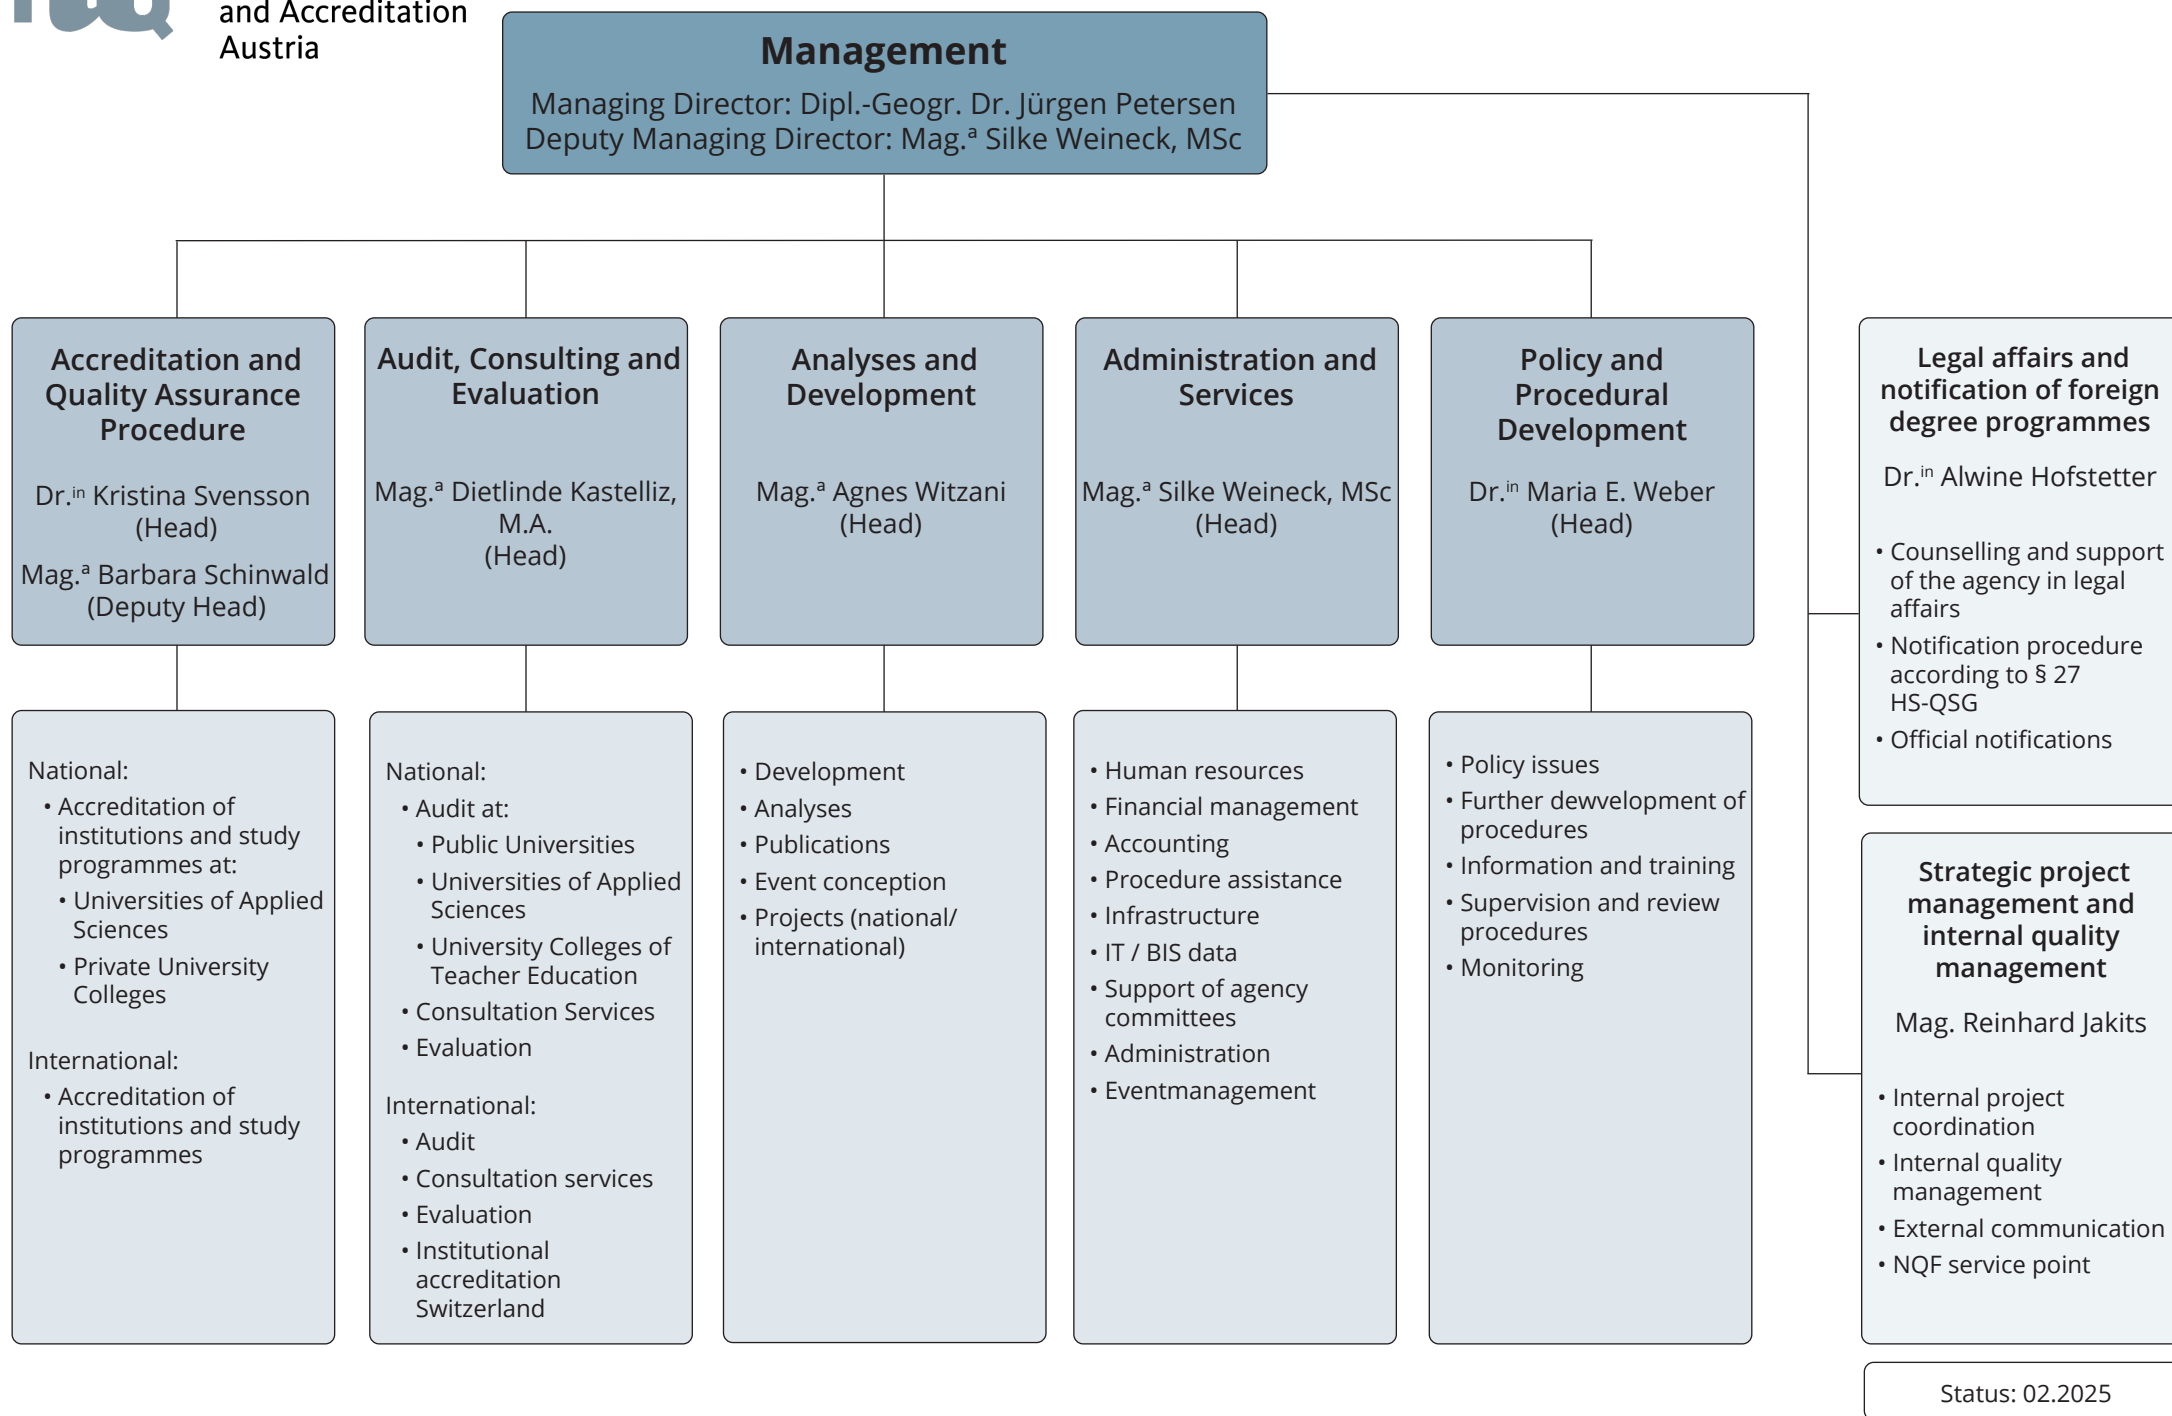 and Accreditation
Austria
Management
Managing Director: Dipl.-Geogr. Dr. Jürgen Petersen
Deputy Managing Director: Mag.ª Silke Weineck, MSc
Accreditation and
Quality Assurance
Procedure
Dr.ⁱⁿ Kristina Svensson
(Head)
Mag.ª Barbara Schinwald
(Deputy Head)
Audit, Consulting and
Evaluation
Mag.ª Dietlinde Kastelliz,
M.A.
(Head)
Analyses and
Development
Mag.ª Agnes Witzani
(Head)
Administration and
Services
Mag.ª Silke Weineck, MSc
(Head)
Policy and
Procedural
Development
Dr.ⁱⁿ Maria E. Weber
(Head)
Legal affairs and
notification of foreign
degree programmes
Dr.ⁱⁿ Alwine Hofstetter
• Counselling and support
of the agency in legal
affairs
• Notification procedure
according to § 27
HS-QSG
• Official notifications
National:
• Accreditation of
institutions and study
programmes at:
• Universities of Applied
Sciences
• Private University
Colleges
International:
• Accreditation of
institutions and study
programmes
National:
• Audit at:
• Public Universities
• Universities of Applied
Sciences
• University Colleges of
Teacher Education
• Consultation Services
• Evaluation
International:
• Audit
• Consultation services
• Evaluation
• Institutional
accreditation
Switzerland
• Development
• Analyses
• Publications
• Event conception
• Projects (national/
international)
• Human resources
• Financial management
• Accounting
• Procedure assistance
• Infrastructure
• IT / BIS data
• Support of agency
committees
• Administration
• Eventmanagement
• Policy issues
• Further dewvelopment of
procedures
• Information and training
• Supervision and review
procedures
• Monitoring
Strategic project
management and
internal quality
management
Mag. Reinhard Jakits
• Internal project
coordination
• Internal quality
management
• External communication
• NQF service point
Status: 02.2025